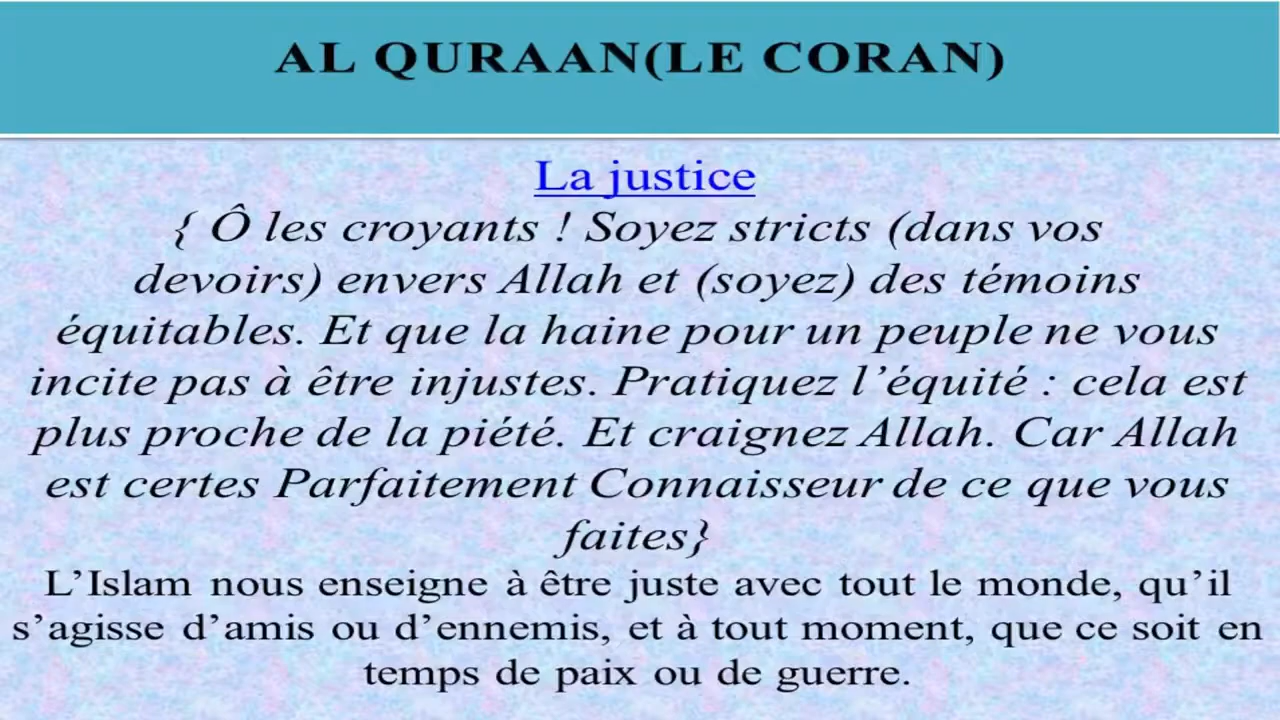 AL QURAAN(LE CORAN)
La justice
{ Ô les croyants ! Soyez stricts (dans vos
devoirs) envers Allah et (soyez) des témoins
équitables. Et que la haine pour un peuple ne vous
incite pas à être injustes. Pratiquez l’équité : cela est
plus proche de la piété. Et craignez Allah. Car Allah
est certes Parfaitement Connaisseur de ce que vous
faites}
L’Islam nous enseigne à être juste avec tout le monde, qu’il
s’agisse d’amis ou d’ennemis, et à tout moment, que ce soit en
temps de paix ou de guerre.